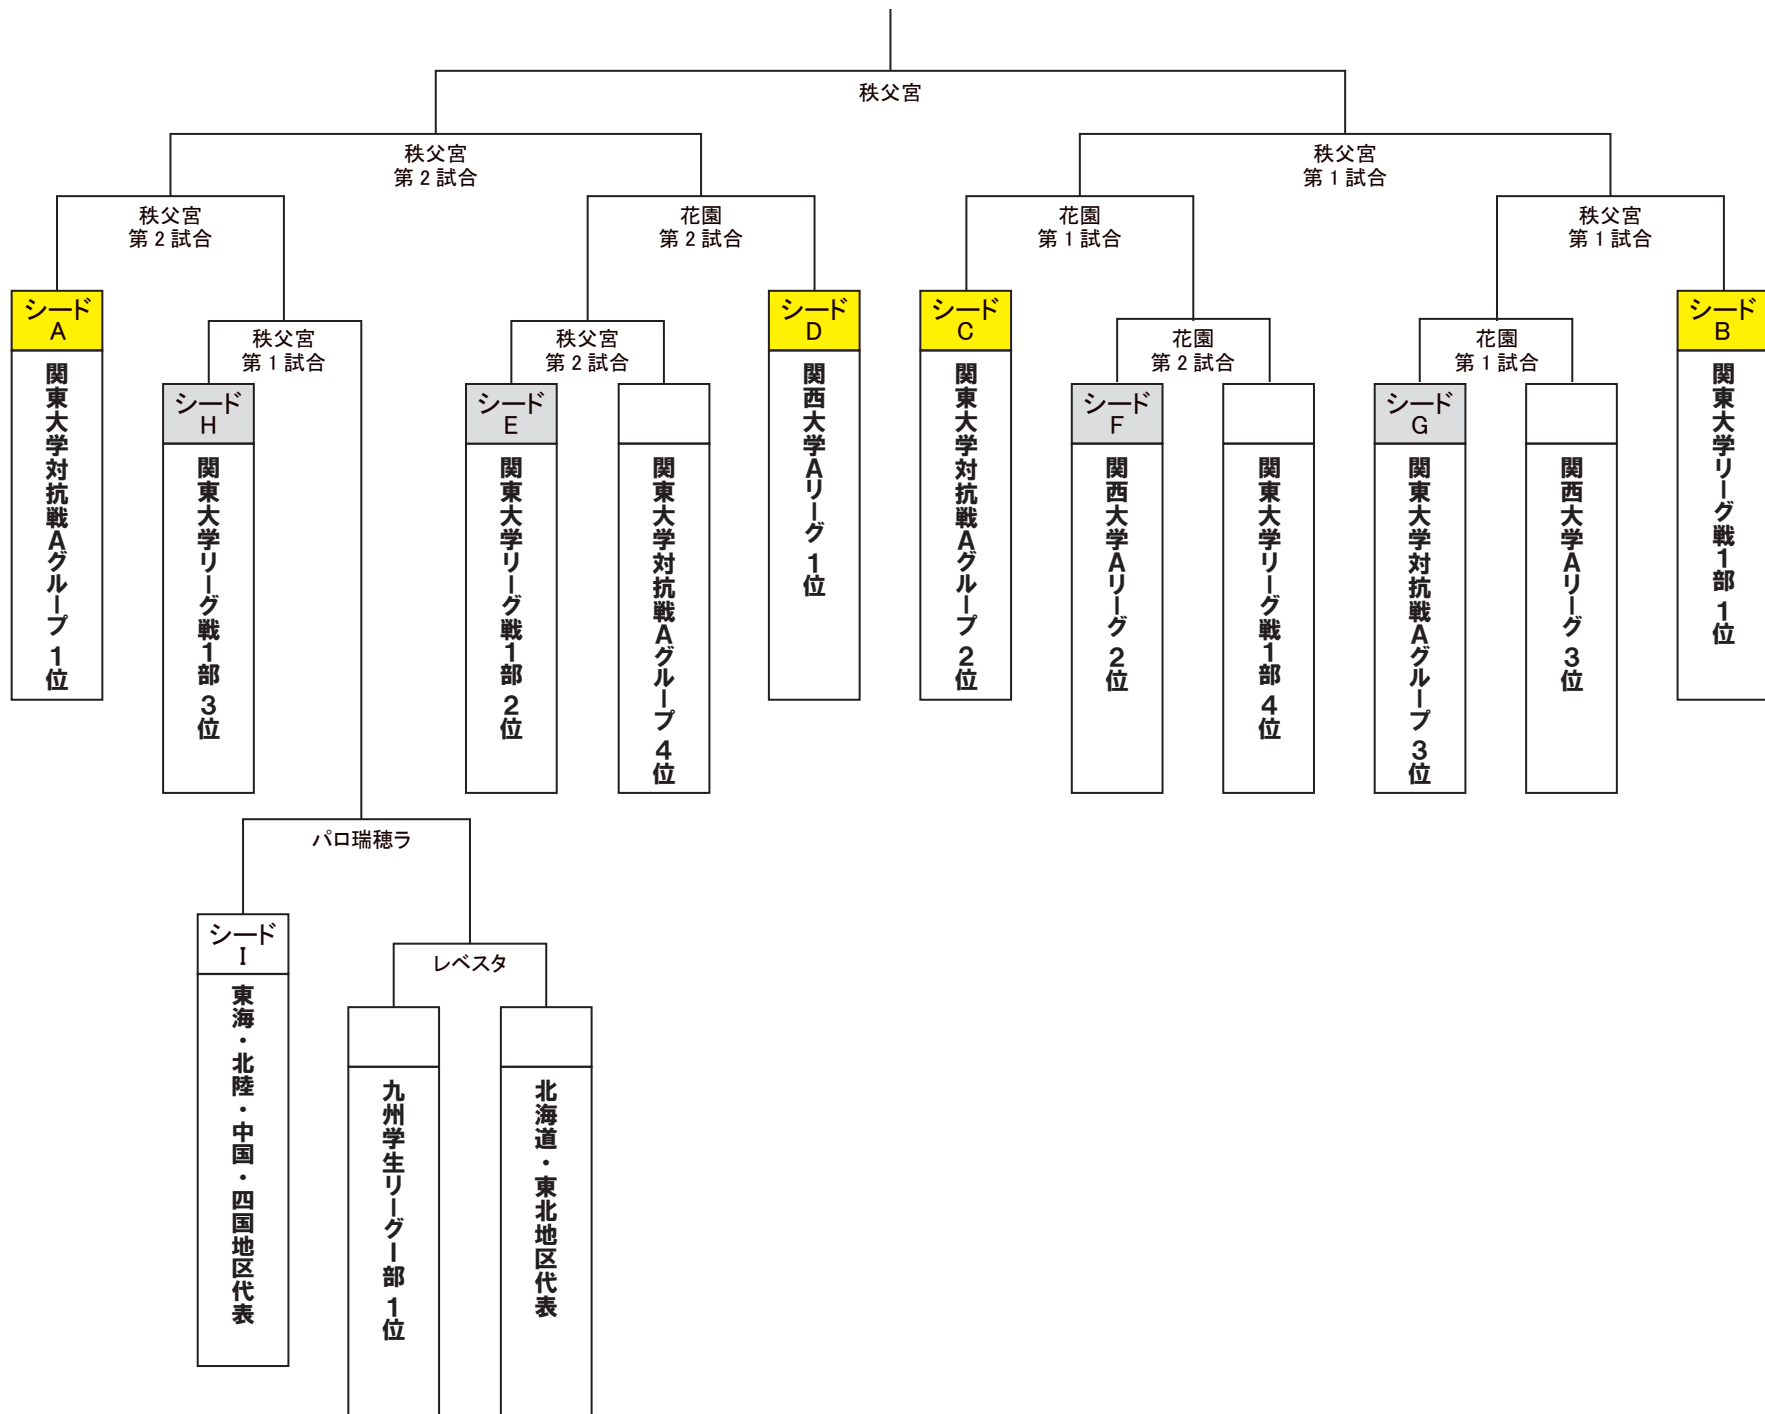 秩父宮
秩父宮
第2試合
秩父宮
第1試合
秩父宮
第2試合
花園
第2試合
花園
第1試合
秩父宮
第1試合
シード
A
関東大学対抗戦Aグループ 1位
秩父宮
第1試合
シード
H
関東大学リーグ戦1部 3位
秩父宮
第2試合
シード
E
関東大学リーグ戦1部 2位
関東大学対抗戦Aグループ 4位
シード
D
関西大学Aリーグ 1位
シード
C
関東大学対抗戦Aグループ 2位
花園
第2試合
シード
F
関西大学Aリーグ 2位
関東大学リーグ戦1部 4位
花園
第1試合
シード
G
関東大学対抗戦Aグループ 3位
関西大学Aリーグ 3位
シード
B
関東大学リーグ戦1部 1位
パロ瑞穂ラ
シード
I
東海・北陸・中国・四国地区代表
レベスタ
九州学生リーグI部 1位
北海道・東北地区代表